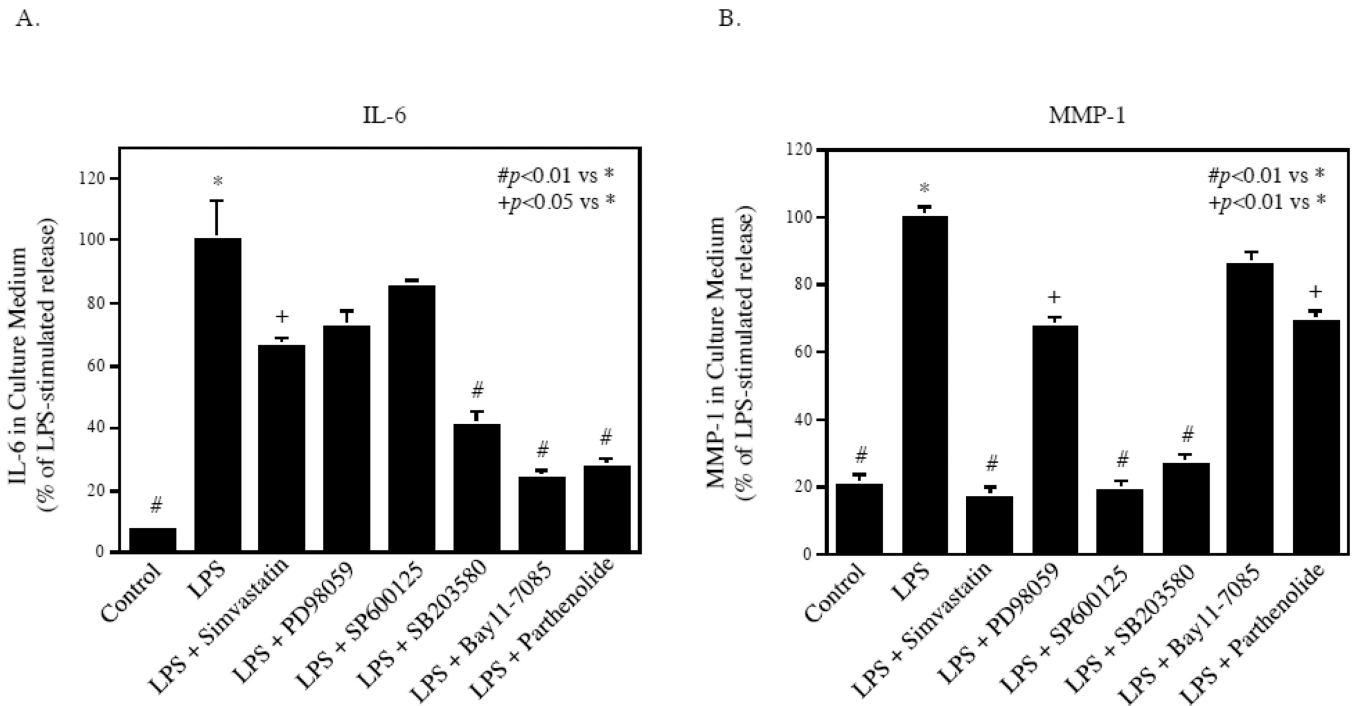 A.
IL-6
#p<0.01 vs *
+p<0.05 vs *
IL-6 in Culture Medium
(% of LPS-stimulated release)
120
100
80
60
40
20
0
#
*
+
#
#
#
Control
LPS
LPS + Simvastatin
LPS + PD98059
LPS + SP600125
LPS + SB203580
LPS + Bay11-7085
LPS + Parthenolide
B.
MMP-1
#p<0.01 vs *
+p<0.01 vs *
MMP-1 in Culture Medium
(% of LPS-stimulated release)
120
100
80
60
40
20
0
#
*
#
+
#
#
+
Control
LPS
LPS + Simvastatin
LPS + PD98059
LPS + SP600125
LPS + SB203580
LPS + Bay11-7085
LPS + Parthenolide